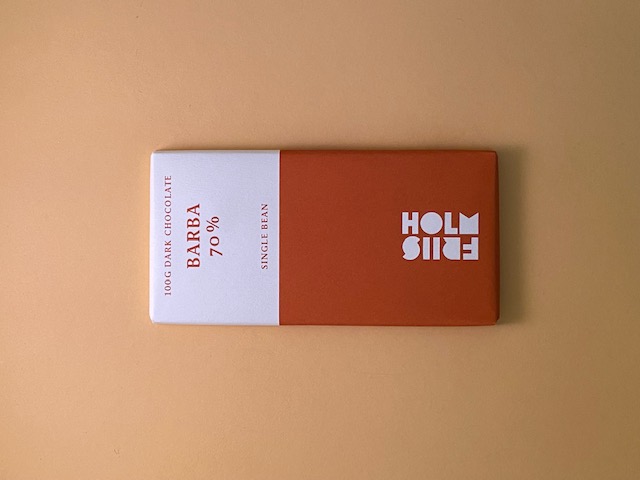 100G DARK CHOCOLATE
BARBA
70%
SINGLE BEAN
HOLM
FRIIS